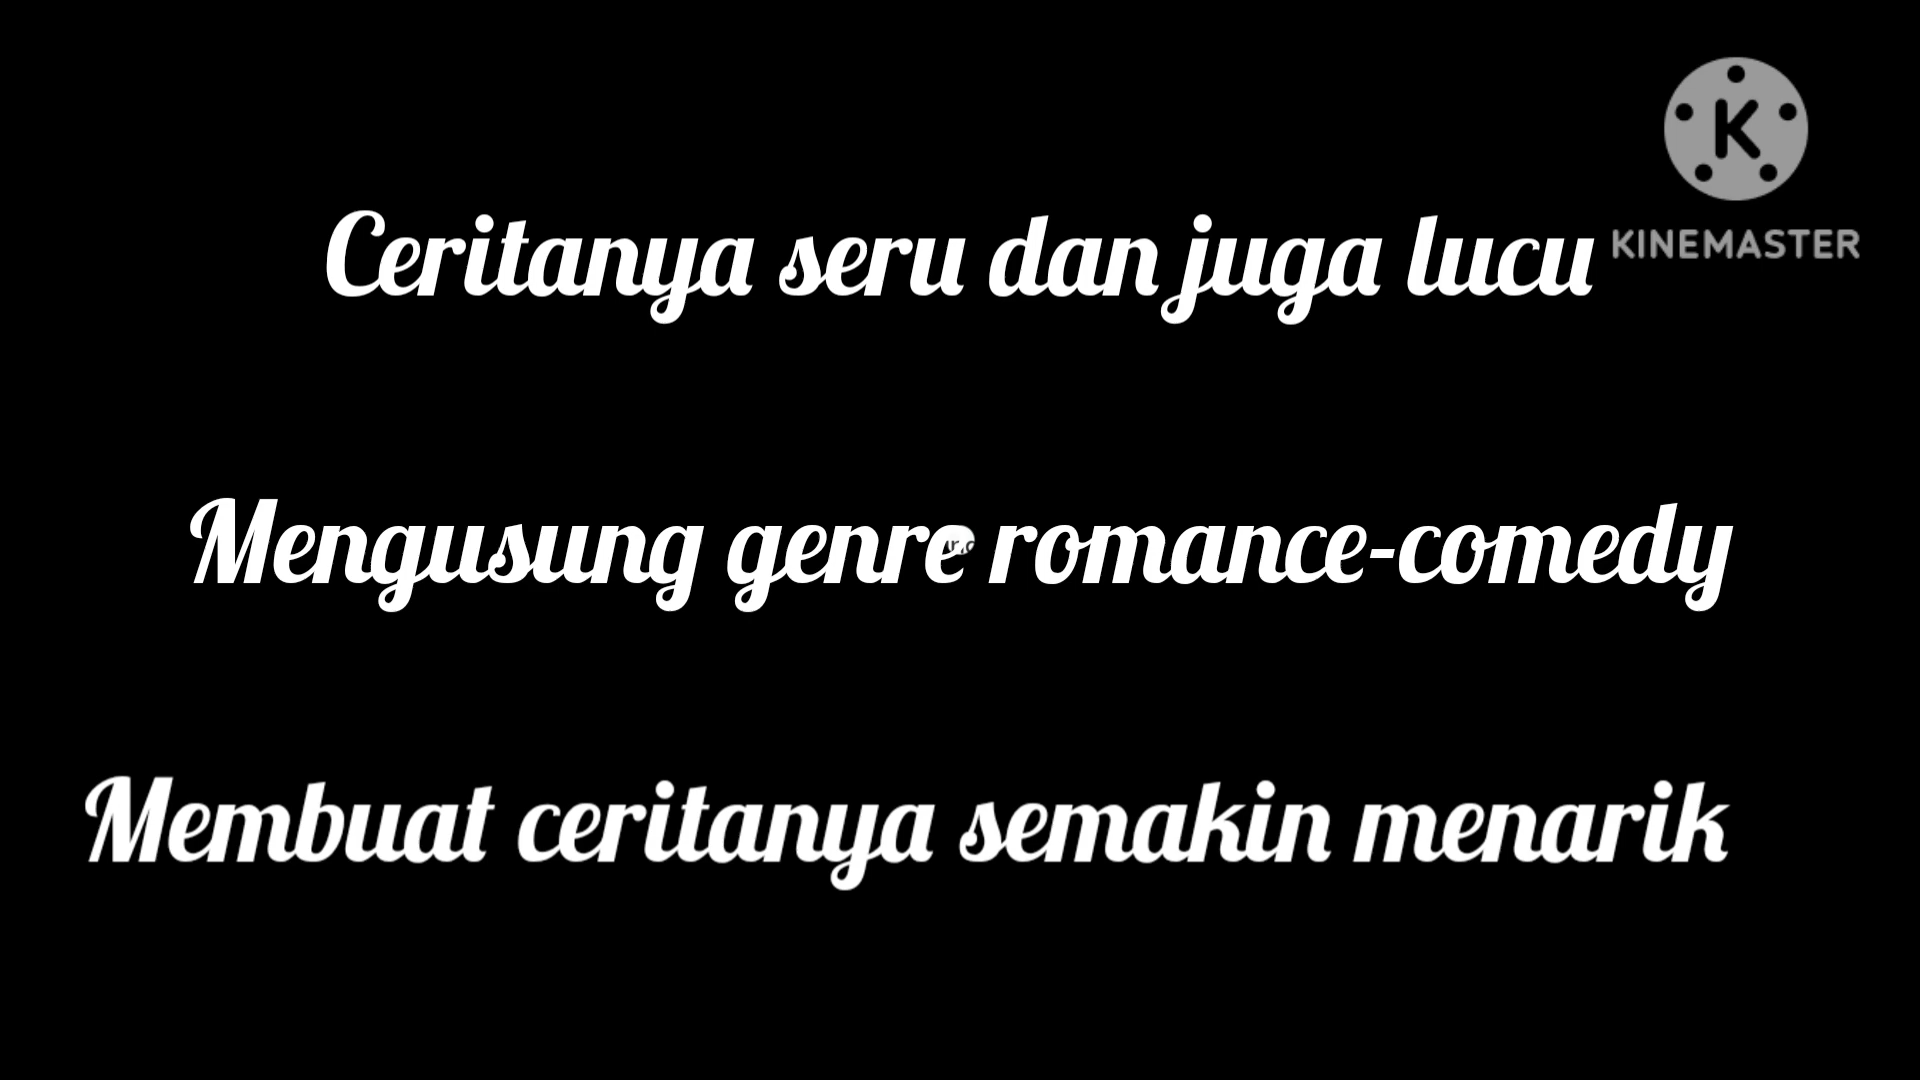 Ceritanya seru dan juga lucu
KINEMASTER
Mengusung genre romance-comedy
Membuat ceritanya semakin menarik